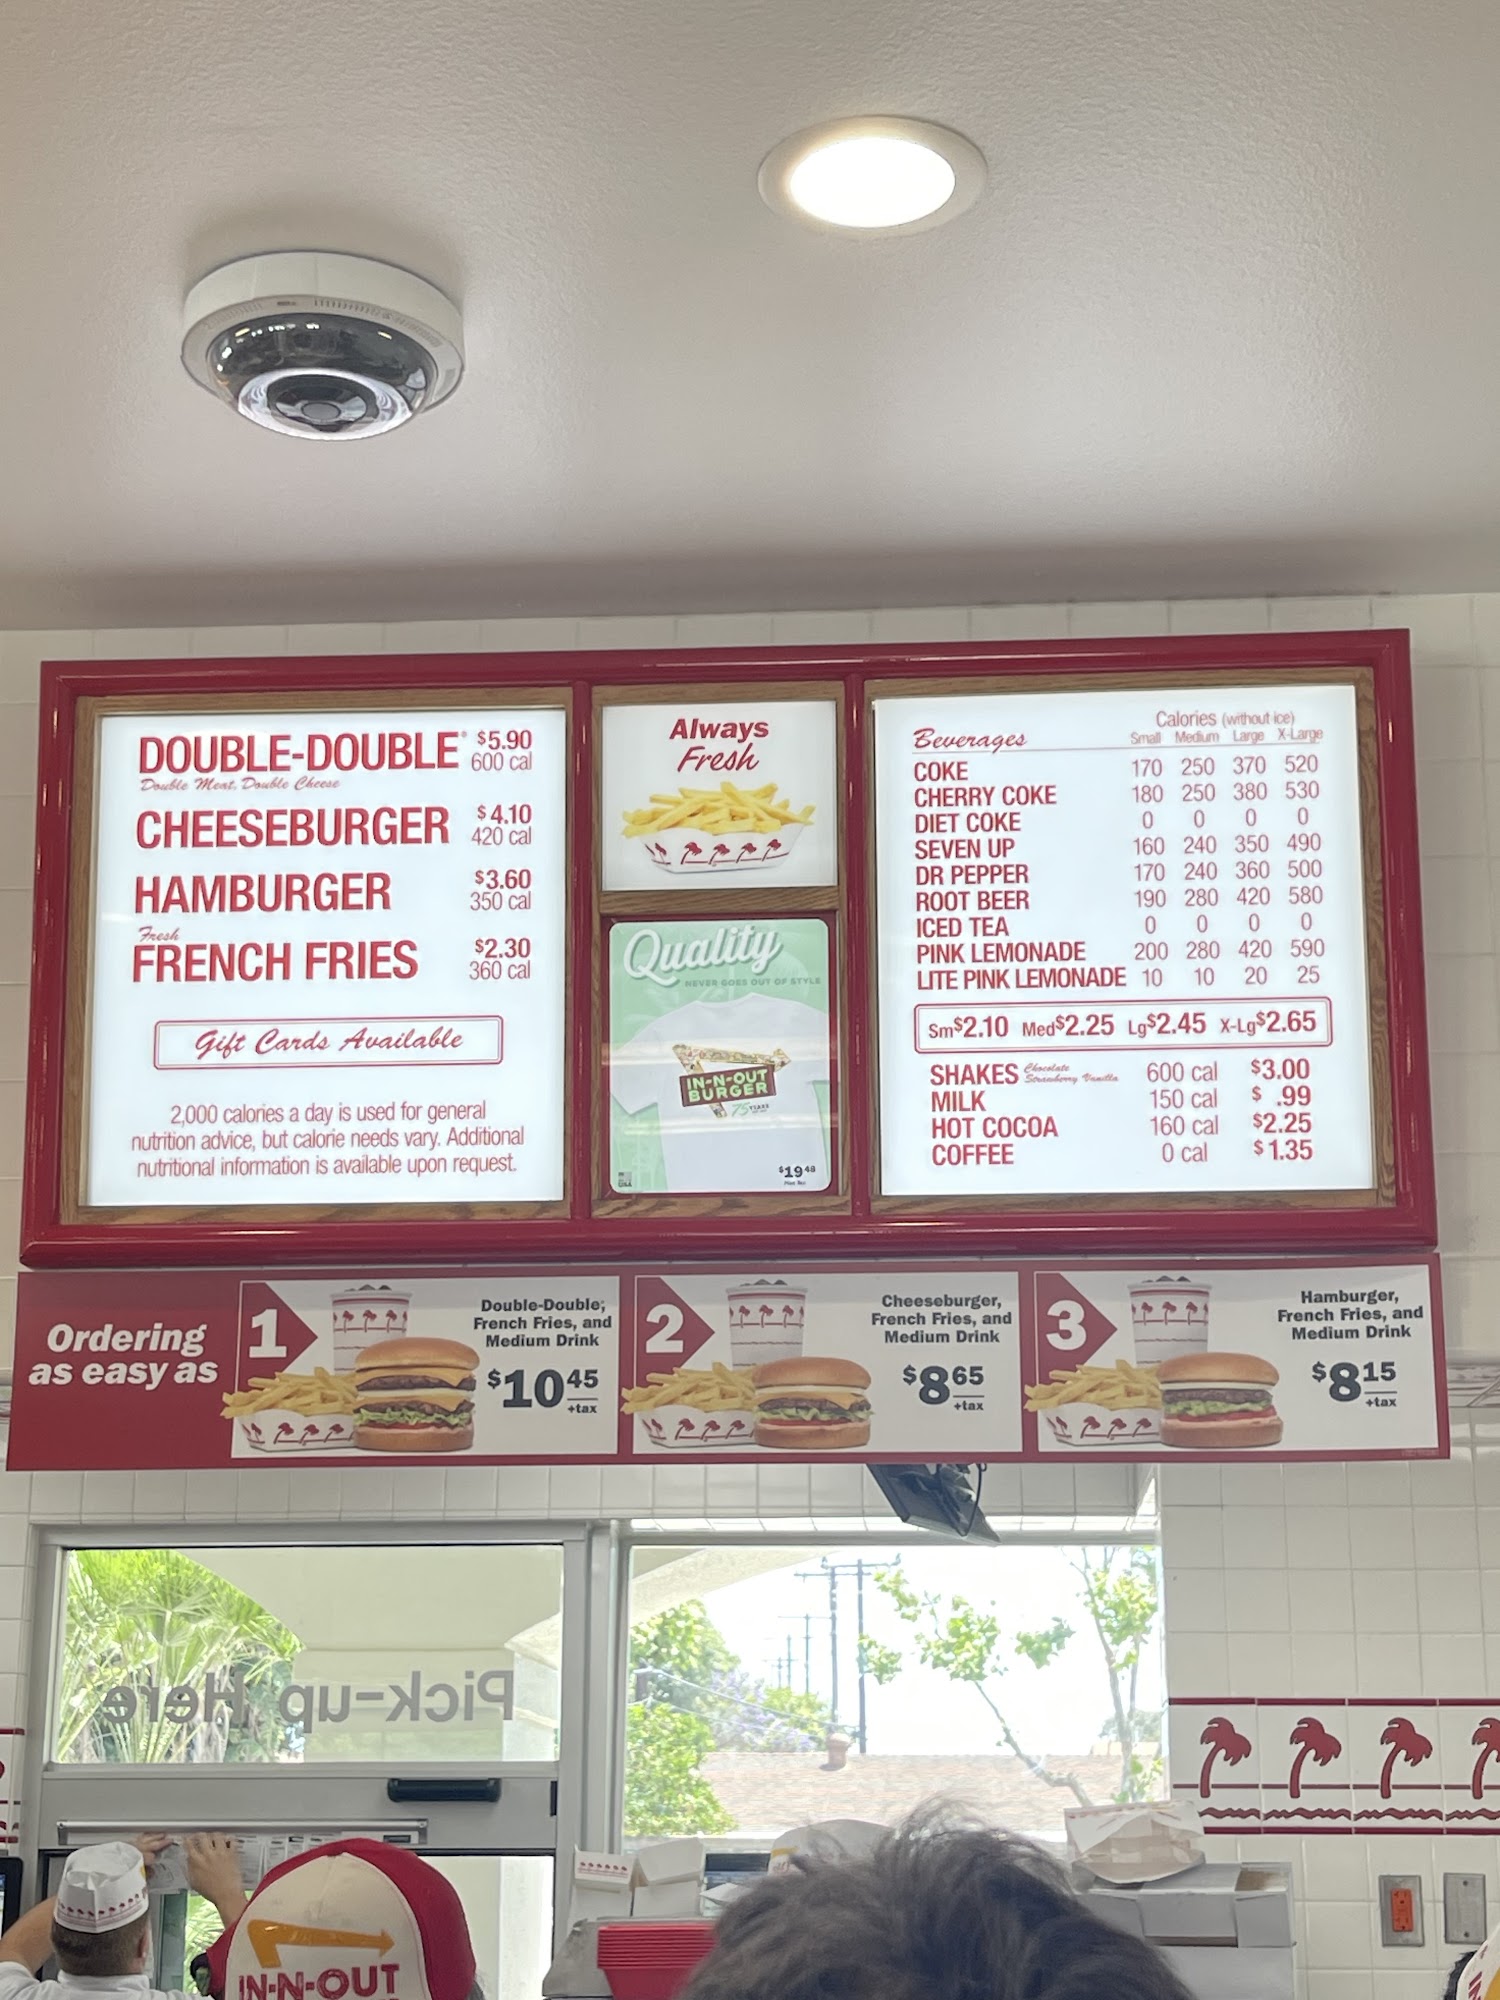 DOUBLE-DOUBLE® $5.90
600 cal
Double Meat, Double Cheese
CHEESEBURGER $4.10
420 cal
HAMBURGER $3.60
350 cal
Fresh
FRENCH FRIES $2.30
360 cal
Gift Cards Available
2,000 calories a day is used for general
nutrition advice, but calorie needs vary. Additional
nutritional information is available upon request.
Always
Fresh
Quality
NEVER GOES OUT OF STYLE
IN-N-OUT
BURGER
75 YEARS
USA
$19 48
Plus Tax
Calories (without ice)
Beverages Small Medium Large X-Large
COKE 170 250 370 520
CHERRY COKE 180 250 380 530
DIET COKE 0 0 0 0
SEVEN UP 160 240 350 490
DR PEPPER 170 240 360 500
ROOT BEER 190 280 420 580
ICED TEA 0 0 0 0
PINK LEMONADE 200 280 420 590
LITE PINK LEMONADE 10 10 20 25
Sm$2.10 Med$2.25 Lg$2.45 X-Lg$2.65
SHAKES Chocolate Strawberry Vanilla 600 cal $3.00
MILK 150 cal $ .99
HOT COCOA 160 cal $2.25
COFFEE 0 cal $1.35
Ordering
as easy as
1
Double-Double,
French Fries, and
Medium Drink
$10 45
+tax
2
Cheeseburger,
French Fries, and
Medium Drink
$8 65
+tax
3
Hamburger,
French Fries, and
Medium Drink
$8 15
+tax
Pick-up Here
IN-N-OUT